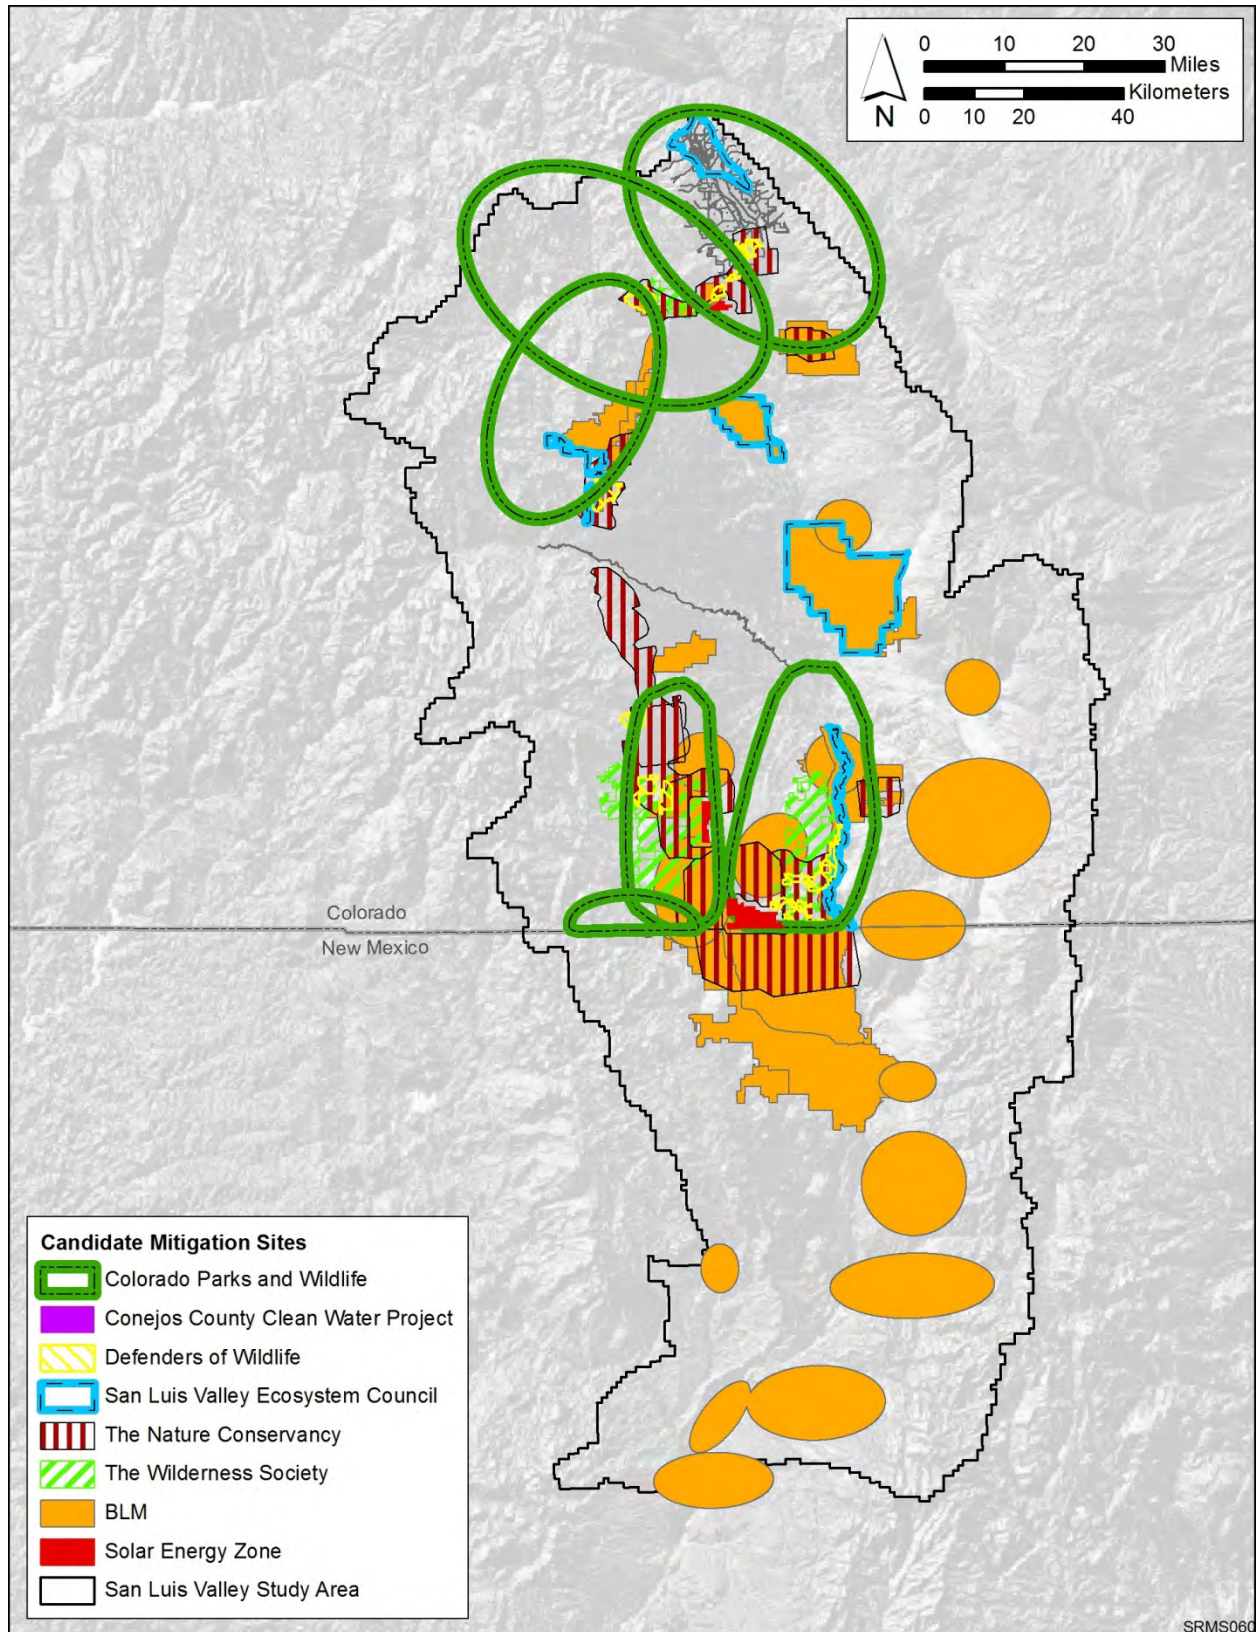 0 10 20 30
Miles
Kilometers
N 0 10 20 40
Colorado
New Mexico
Candidate Mitigation Sites
Colorado Parks and Wildlife
Conejos County Clean Water Project
Defenders of Wildlife
San Luis Valley Ecosystem Council
The Nature Conservancy
The Wilderness Society
BLM
Solar Energy Zone
San Luis Valley Study Area
SRMS060